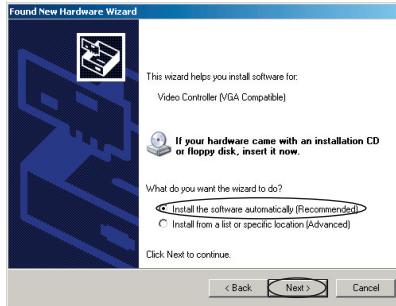 Found New Hardware Wizard
This wizard helps you install software for:
Video Controller (VGA Compatible)
If your hardware came with an installation CD
or floppy disk, insert it now.
What do you want the wizard to do?
Install the software automatically (Recommended)
Install from a list or specific location (Advanced)
Click Next to continue.
< Back Next > Cancel